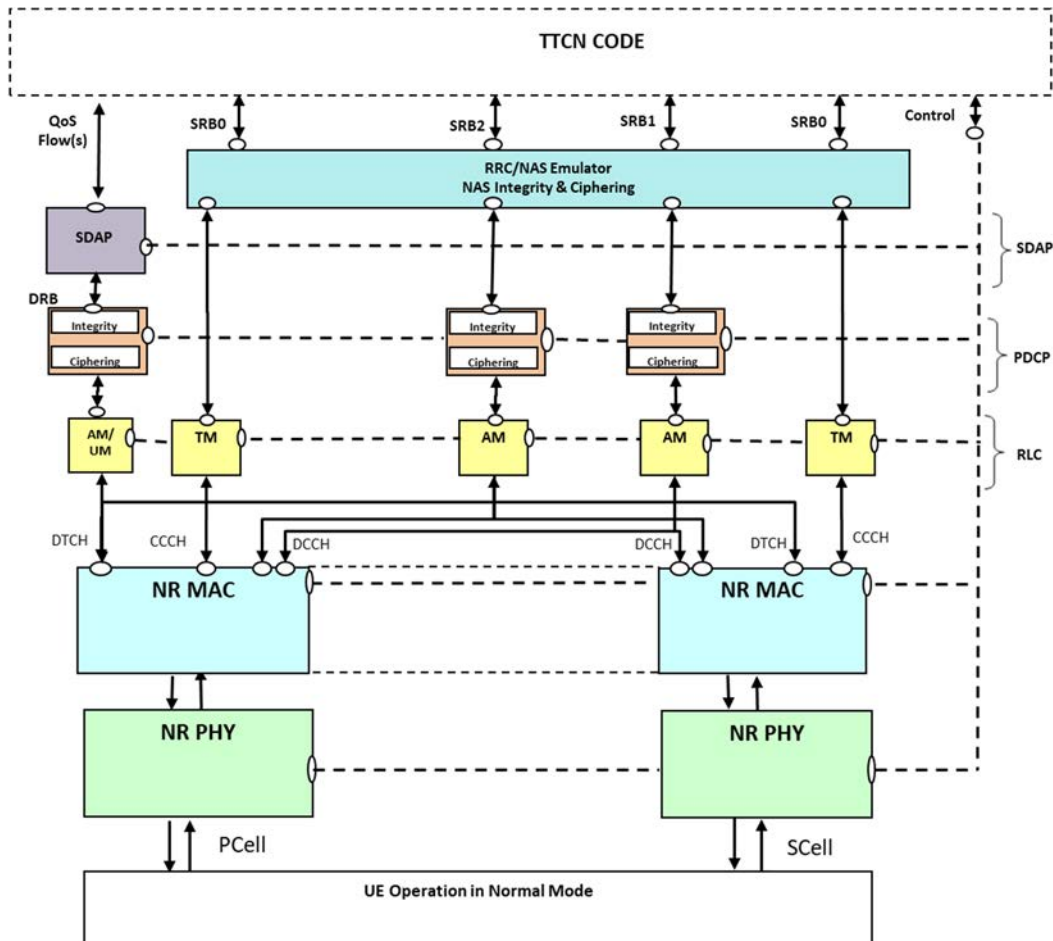 TTCN CODE
QoS
Flow(s)
SRB0
SRB2
SRB1
SRB0
Control
RRC/NAS Emulator
NAS Integrity & Ciphering
SDAP
SDAP
DRB
Integrity
Ciphering
Integrity
Ciphering
Integrity
Ciphering
PDCP
AM/
UM
TM
AM
AM
TM
RLC
DTCH
CCCH
DCCH
DCCH
DTCH
CCCH
NR MAC
NR MAC
NR PHY
NR PHY
PCell
SCell
UE Operation in Normal Mode